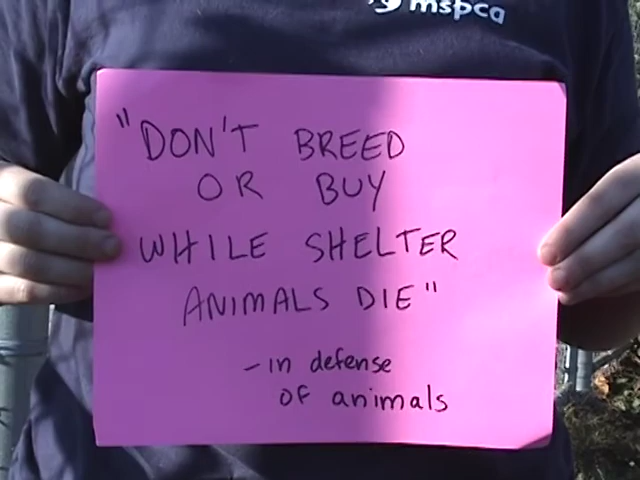 mspca
"DON'T BREED
OR BUY
WHILE SHELTER
ANIMALS DIE"
- in defense
of animals